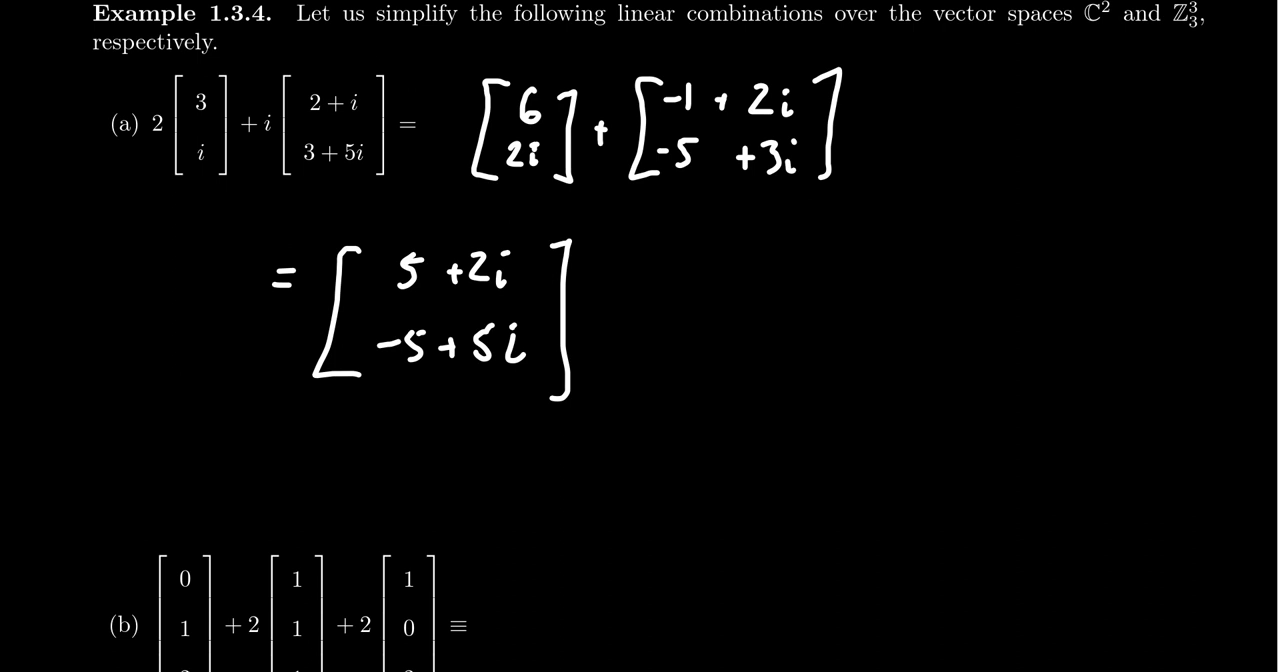 Example 1.3.4. Let us simplify the following linear combinations over the vector spaces ℂ² and ℤ₃³,
respectively.
(a) 2 [3; i] + i [2 + i; 3 + 5i] = [6; 2i] + [-1 + 2i; -5 + 3i]
= [5 + 2i; -5 + 5i]
(b) [0; 1] + 2 [1; 1] + 2 [1; 0] ≡